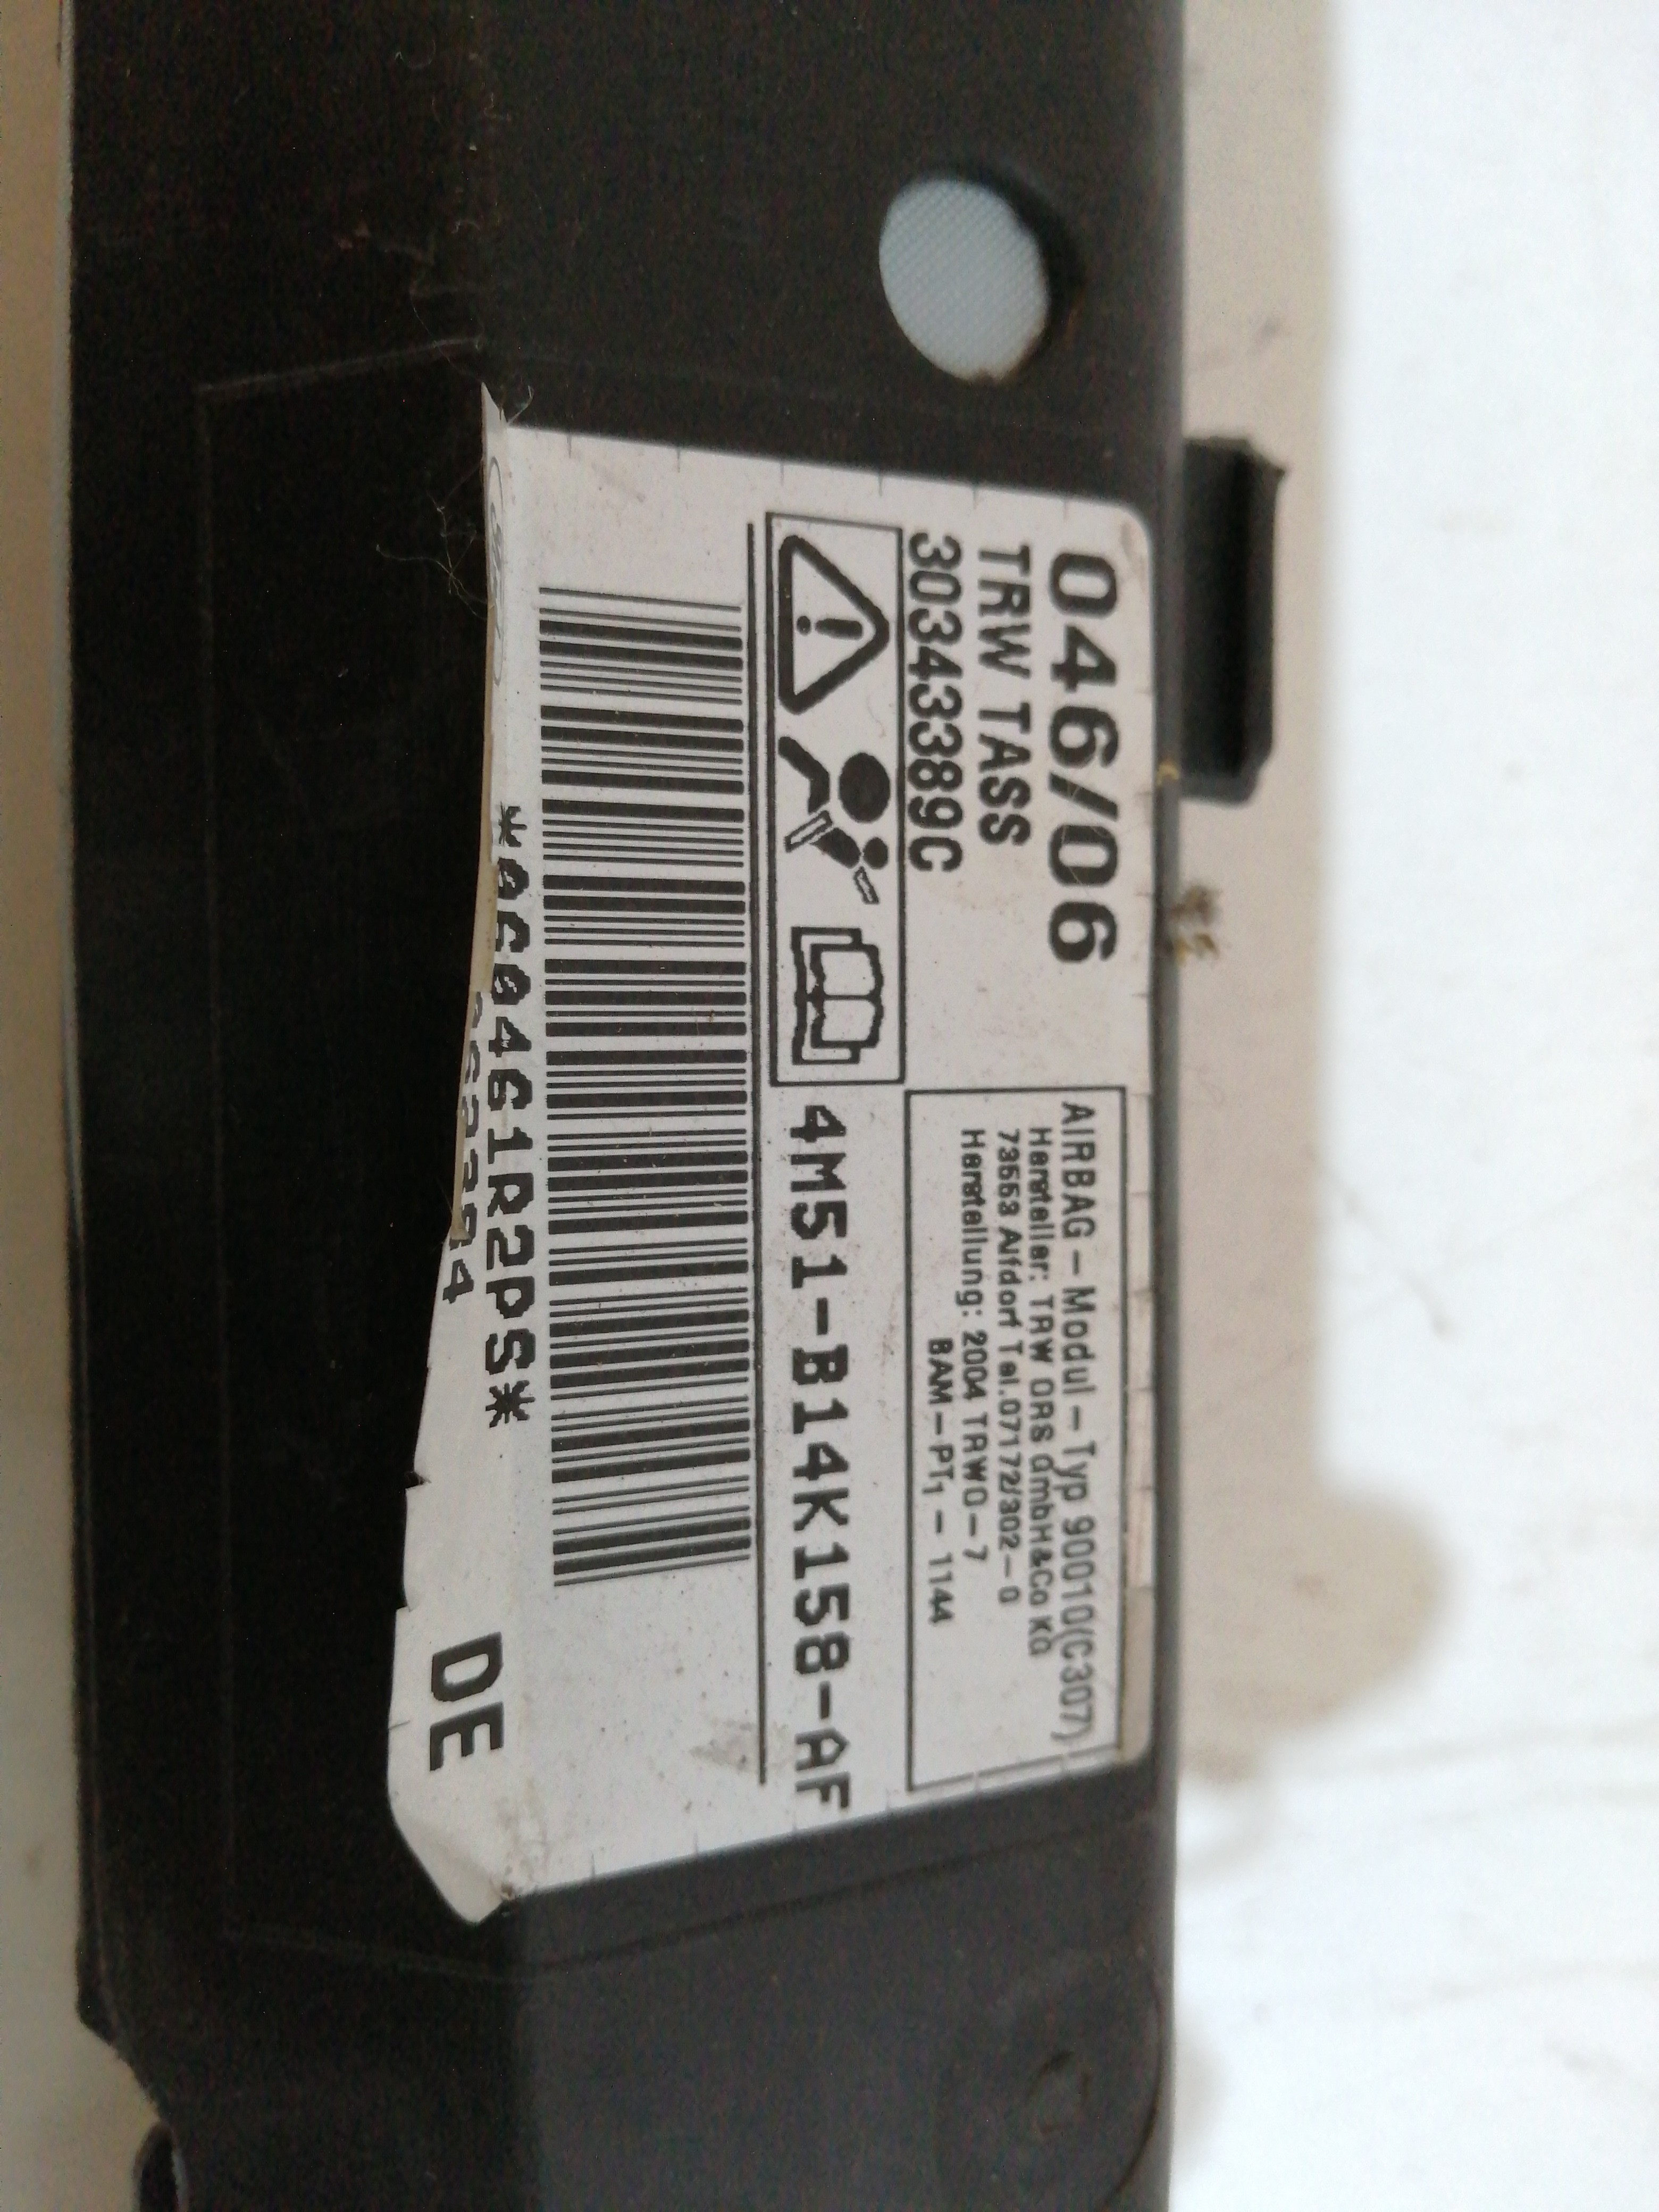 046/06
TRW TASS
30343389C
AIRBAG-Modul-Typ 90010(C307)
Hersteller: TRW ORS GmbH&Co KG
73553 Alfdorf Tel.07172/302-0
Herstellung: 2004 TRWO-7
BAM-PT1-1144
4M51-B14K158-AF
DE